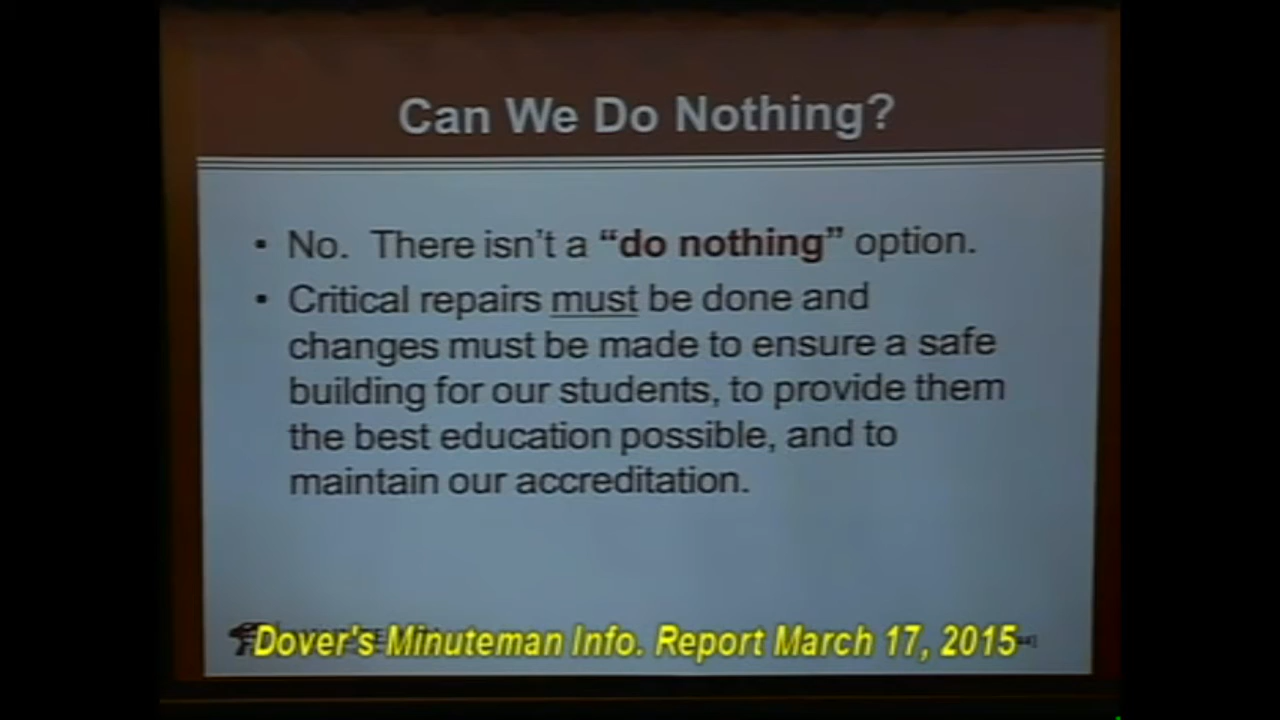 Can We Do Nothing?
• No. There isn't a “do nothing” option.
• Critical repairs must be done and
changes must be made to ensure a safe
building for our students, to provide them
the best education possible, and to
maintain our accreditation.
Dover's Minuteman Info. Report March 17, 2015